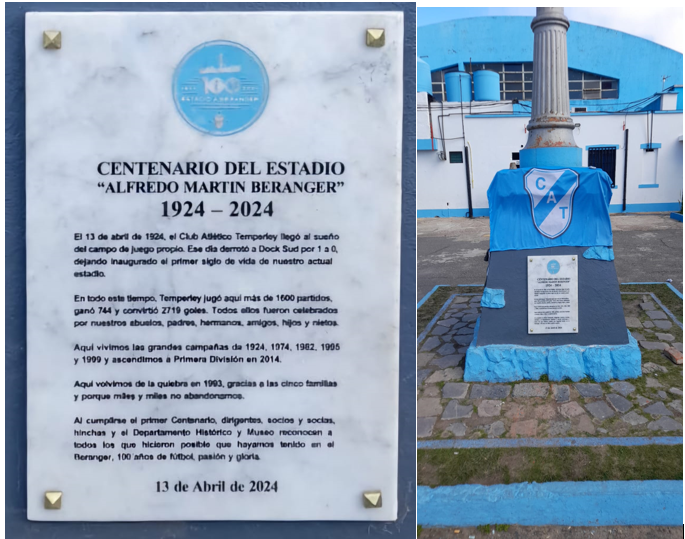 100
ESTADIO BERANGER
CENTENARIO DEL ESTADIO
“ALFREDO MARTIN BERANGER”
1924 – 2024
El 13 de abril de 1924, el Club Atlético Temperley llegó al sueño
del campo de juego propio. Ese día derrotó a Dock Sud por 1 a 0,
dejando inaugurado el primer siglo de vida de nuestro actual
estadio.
En todo este tiempo, Temperley jugó aquí más de 1600 partidos,
ganó 744 y convirtió 2719 goles. Todos ellos fueron celebrados
por nuestros abuelos, padres, hermanos, amigos, hijos y nietos.
Aquí vivimos las grandes campañas de 1924, 1974, 1982, 1995
y 1999 y ascendimos a Primera División en 2014.
Aquí volvimos de la quiebra en 1993, gracias a las cinco familias
y porque miles y miles no abandonamos.
Al cumplirse el primer Centenario, dirigentes, socios y socias,
hinchas y el Departamento Histórico y Museo reconocen a
todos los que hicieron posible que hayamos tenido en el
Beranger, 100 años de fútbol, pasión y gloria.
13 de Abril de 2024
CAT
CENTENARIO DEL ESTADIO